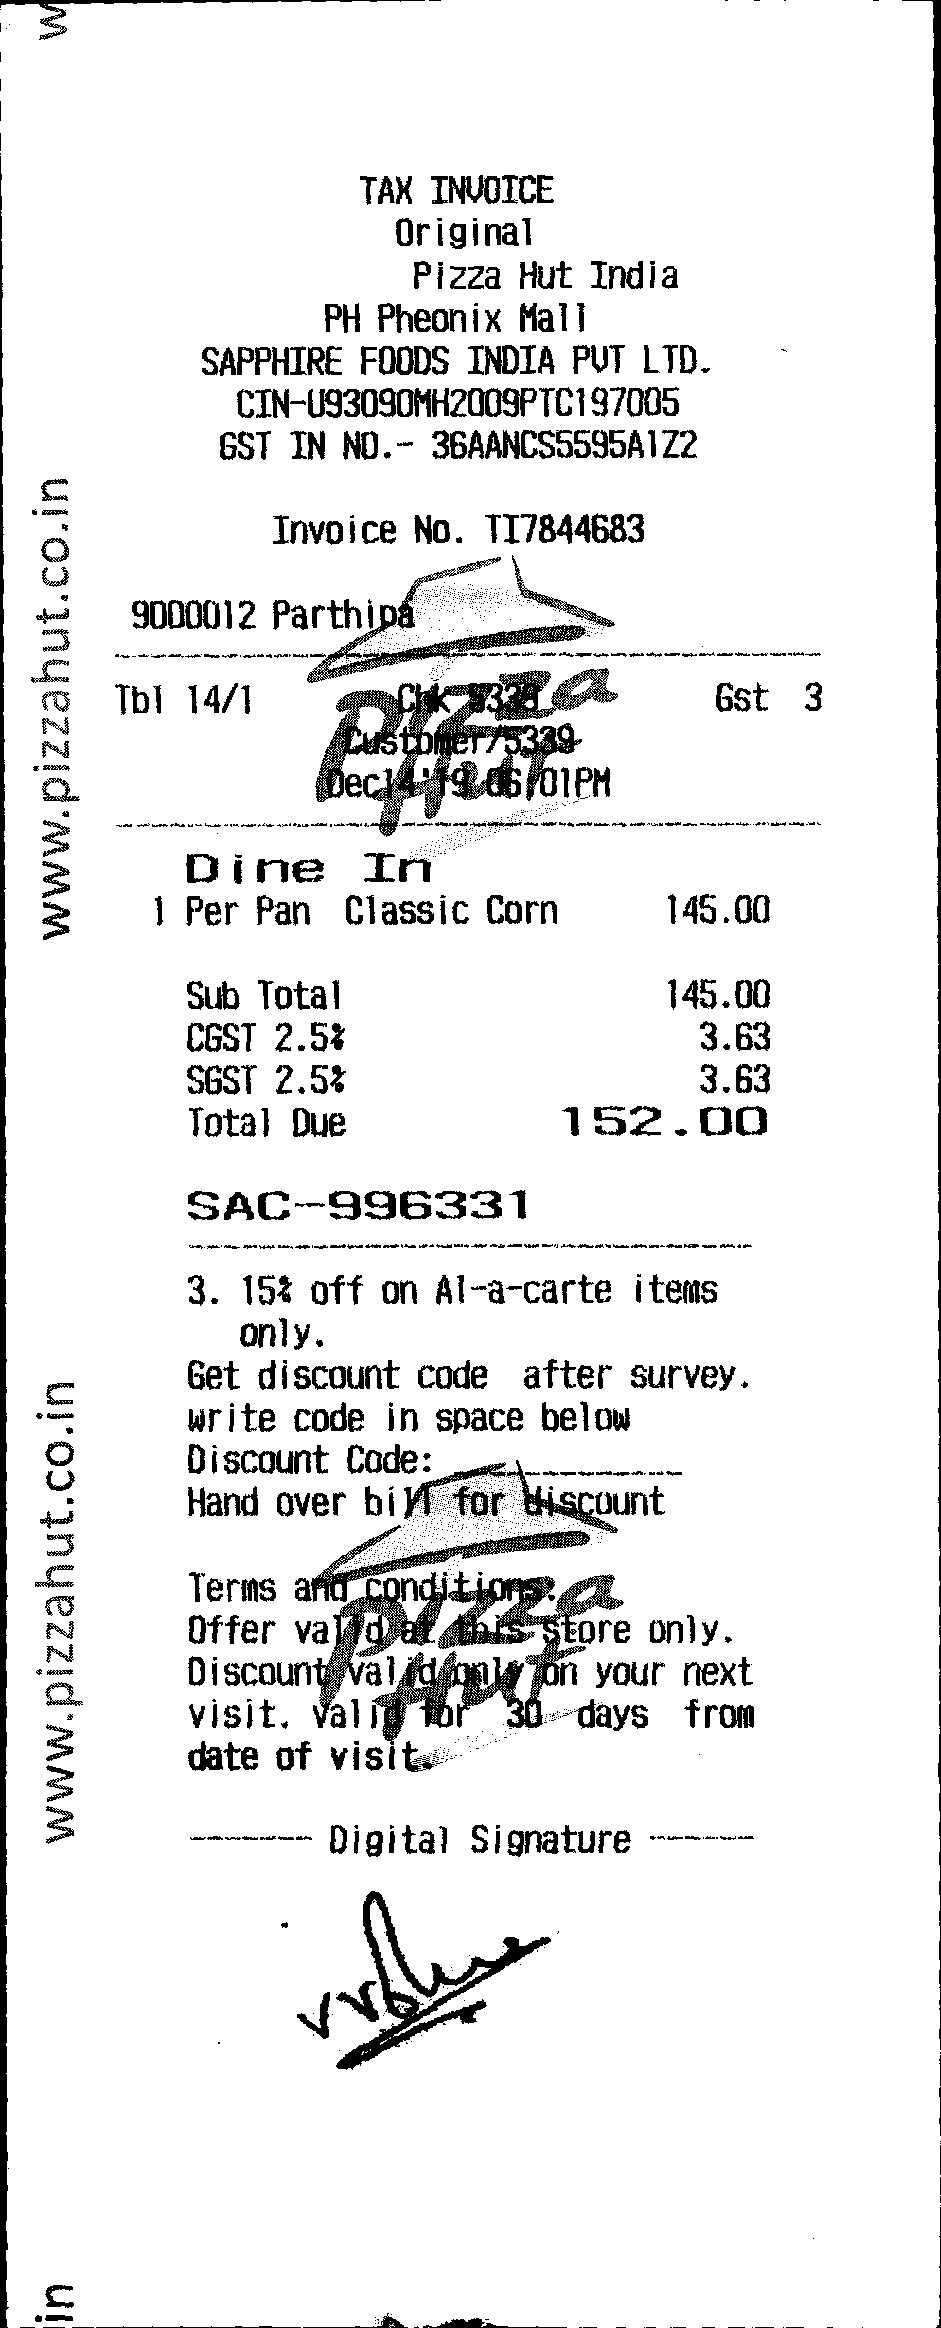 TAX INVOICE
Original
Pizza Hut India
PH Pheonix Mall
SAPPHIRE FOODS INDIA PVT LTD.
CIN-U93090MH2009PTC197005
GST IN NO.- 36AANCS5595A1Z2
Invoice No. TI7844683
9000012 Parthipa
Tbl 14/1 Chk 5339 Gst 3
Customer/5339
Dec14'19 06:01PM
Dine In
1 Per Pan Classic Corn 145.00
Sub Total 145.00
CGST 2.5% 3.63
SGST 2.5% 3.63
Total Due 152.00
SAC-996331
3. 15% off on Al-a-carte items
only.
Get discount code after survey.
write code in space below
Discount Code:
Hand over bill for discount
Terms and conditions:
Offer valid at this store only.
Discount valid only on your next
visit. Valid for 30 days from
date of visit.
Digital Signature
www.pizzahut.co.in
www.pizzahut.co.in
Pizza
Hut
Pizza
Hut
w
in